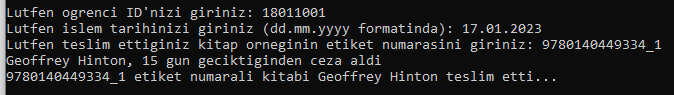 Lutfen ogrenci ID'nizi giriniz: 18011001
Lutfen islem tarihinizi giriniz (dd.mm.yyyy formatinda): 17.01.2023
Lutfen teslim ettiginiz kitap orneginin etiket numarasini giriniz: 9780140449334_1
Geoffrey Hinton, 15 gun geciktiginden ceza aldi
9780140449334_1 etiket numarali kitabi Geoffrey Hinton teslim etti...